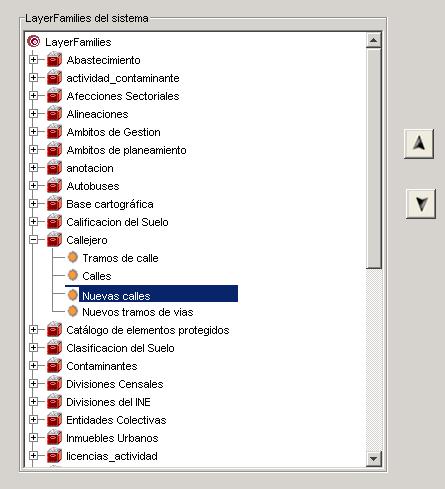 LayerFamilies del sistema
LayerFamilies
Abastecimiento
actividad_contaminante
Afecciones Sectoriales
Alineaciones
Ambitos de Gestion
Ambitos de planeamiento
anotacion
Autobuses
Base cartográfica
Calificacion del Suelo
Callejero
Tramos de calle
Calles
Nuevas calles
Nuevos tramos de vias
Catálogo de elementos protegidos
Clasificacion del Suelo
Contaminantes
Divisiones Censales
Divisiones del INE
Entidades Colectivas
Inmuebles Urbanos
licencias_actividad